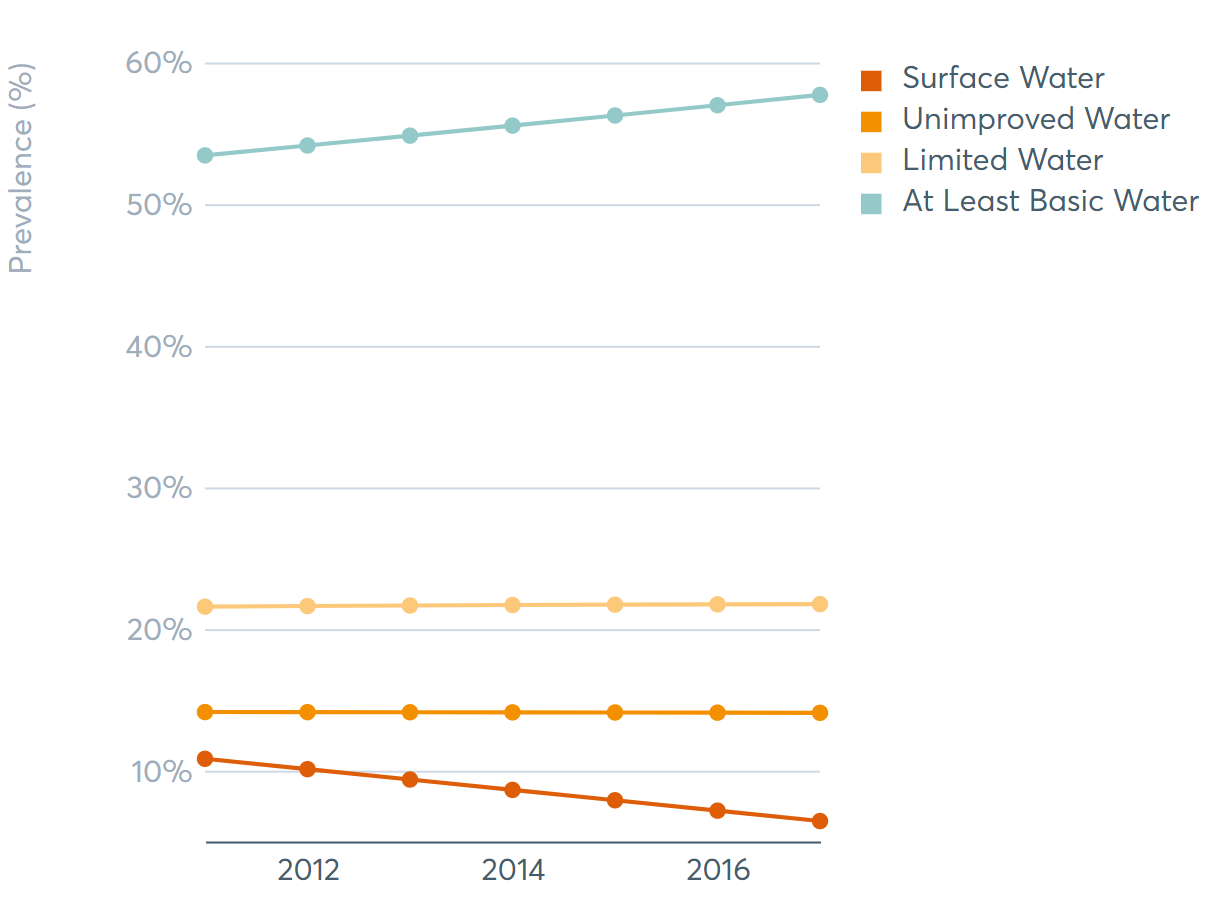 Prevalence (%)
60%
50%
40%
30%
20%
10%
2012
2014
2016
Surface Water
Unimproved Water
Limited Water
At Least Basic Water